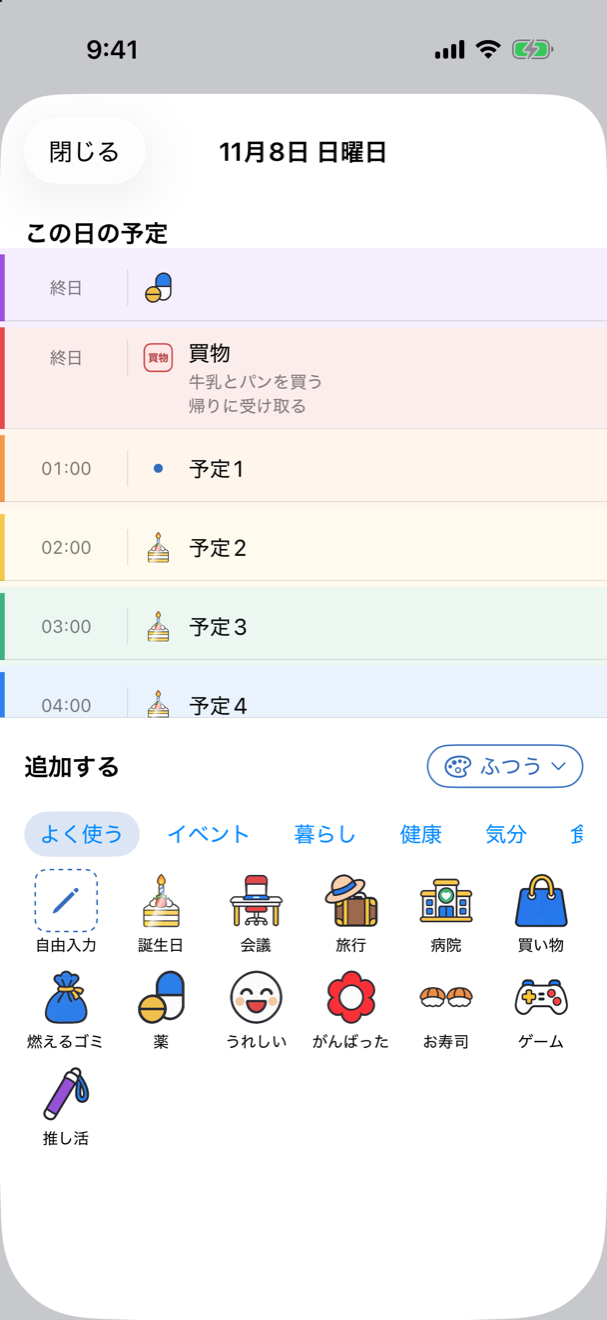 9:41
閉じる
11月8日 日曜日
この日の予定
終日
終日
買物
買物
牛乳とパンを買う
帰りに受け取る
01:00
予定1
02:00
予定2
03:00
予定3
04:00
予定4
追加する
ふつう
よく使う
イベント
暮らし
健康
気分
食
自由入力
誕生日
会議
旅行
病院
買い物
燃えるゴミ
薬
うれしい
がんばった
お寿司
ゲーム
推し活